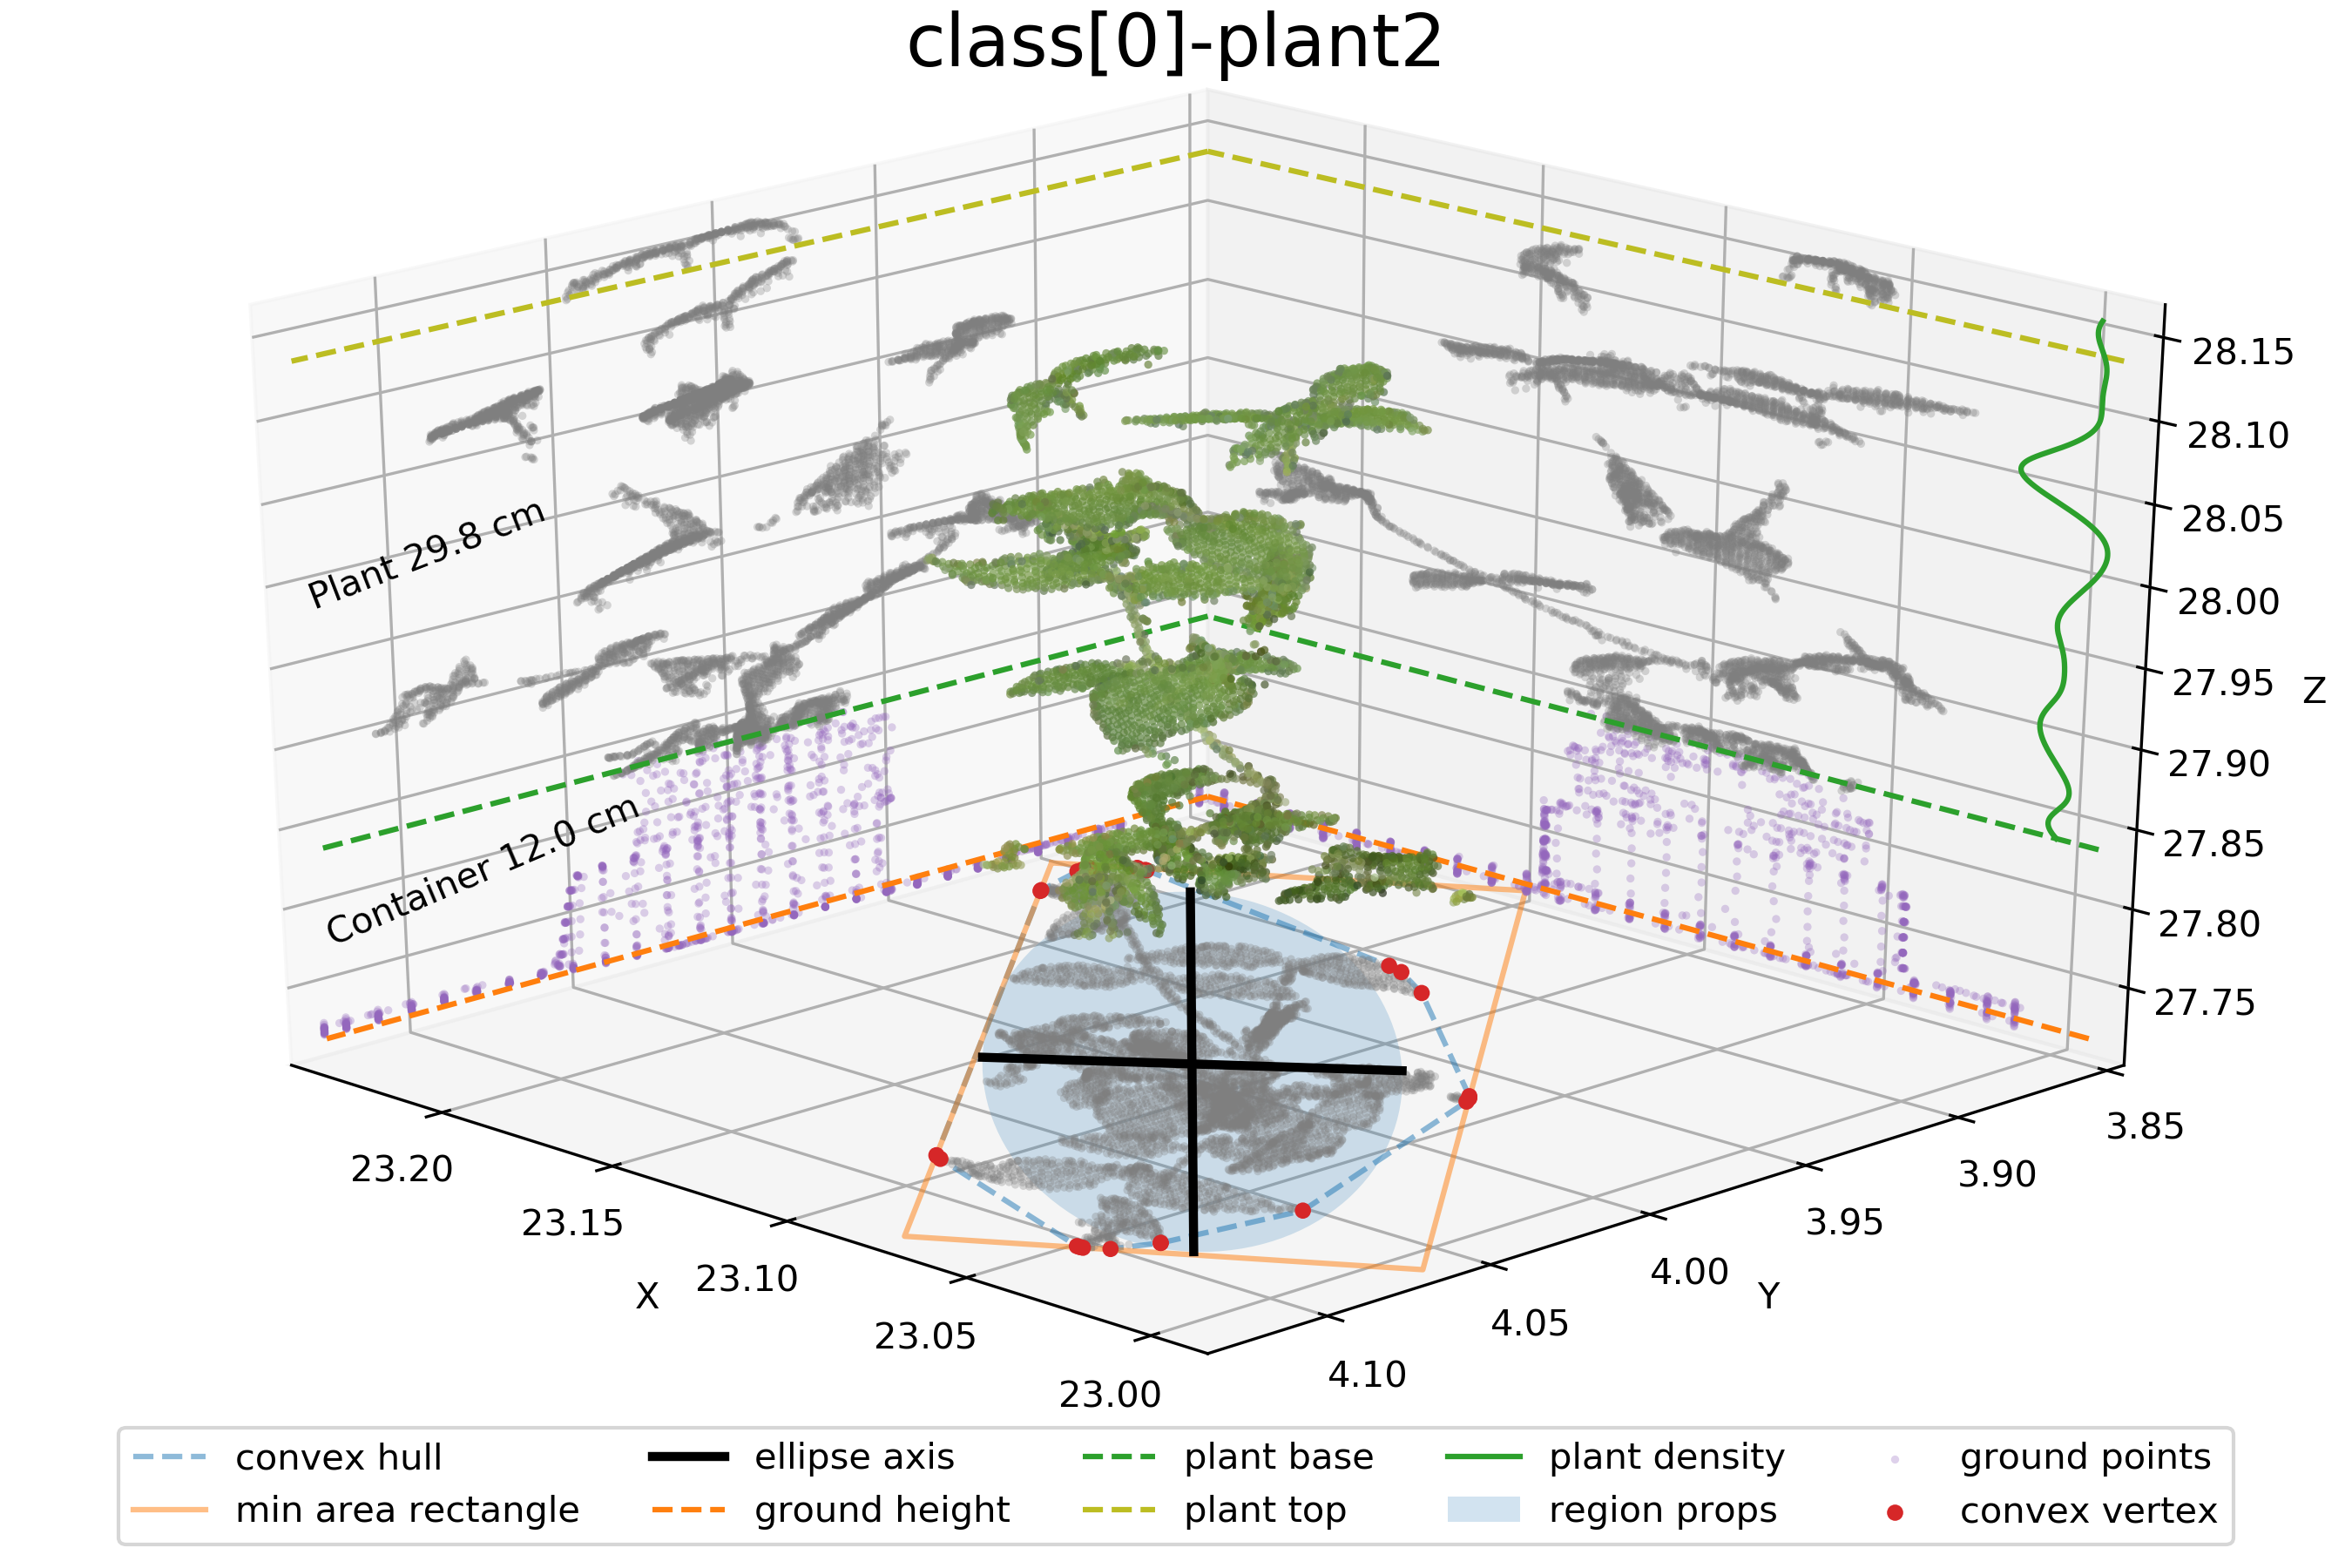 class[0]-plant2
Plant 29.8 cm
Container 12.0 cm
28.15
28.10
28.05
28.00
27.95
27.90
27.85
27.80
27.75
Z
23.20
23.15
23.10
23.05
23.00
X
3.85
3.90
3.95
4.00
4.05
4.10
Y
convex hull
min area rectangle
ellipse axis
ground height
plant base
plant top
plant density
region props
ground points
convex vertex